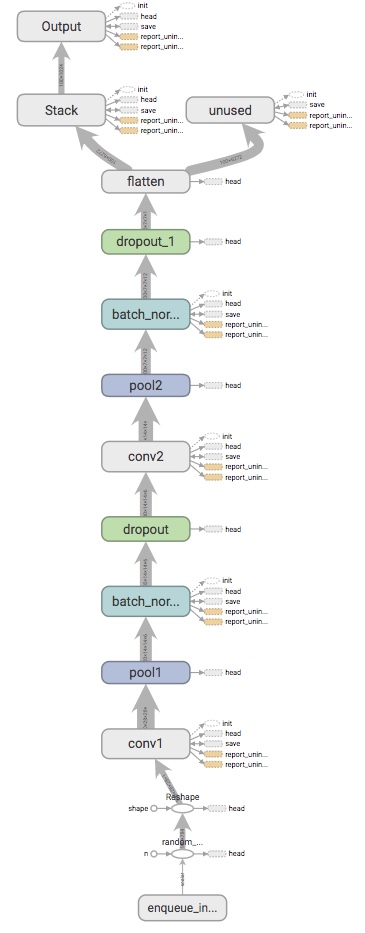 Output
init
head
save
report_unin...
report_unin...
Stack
init
head
save
report_unin...
report_unin...
unused
init
save
report_unin...
report_unin...
flatten
head
dropout_1
head
batch_nor...
init
head
save
report_unin...
report_unin...
pool2
head
conv2
init
head
save
report_unin...
report_unin...
dropout
head
batch_nor...
init
head
save
report_unin...
report_unin...
pool1
head
conv1
init
head
save
report_unin...
report_unin...
Reshape
shape
head
random_...
n
head
scalar
enqueue_in...